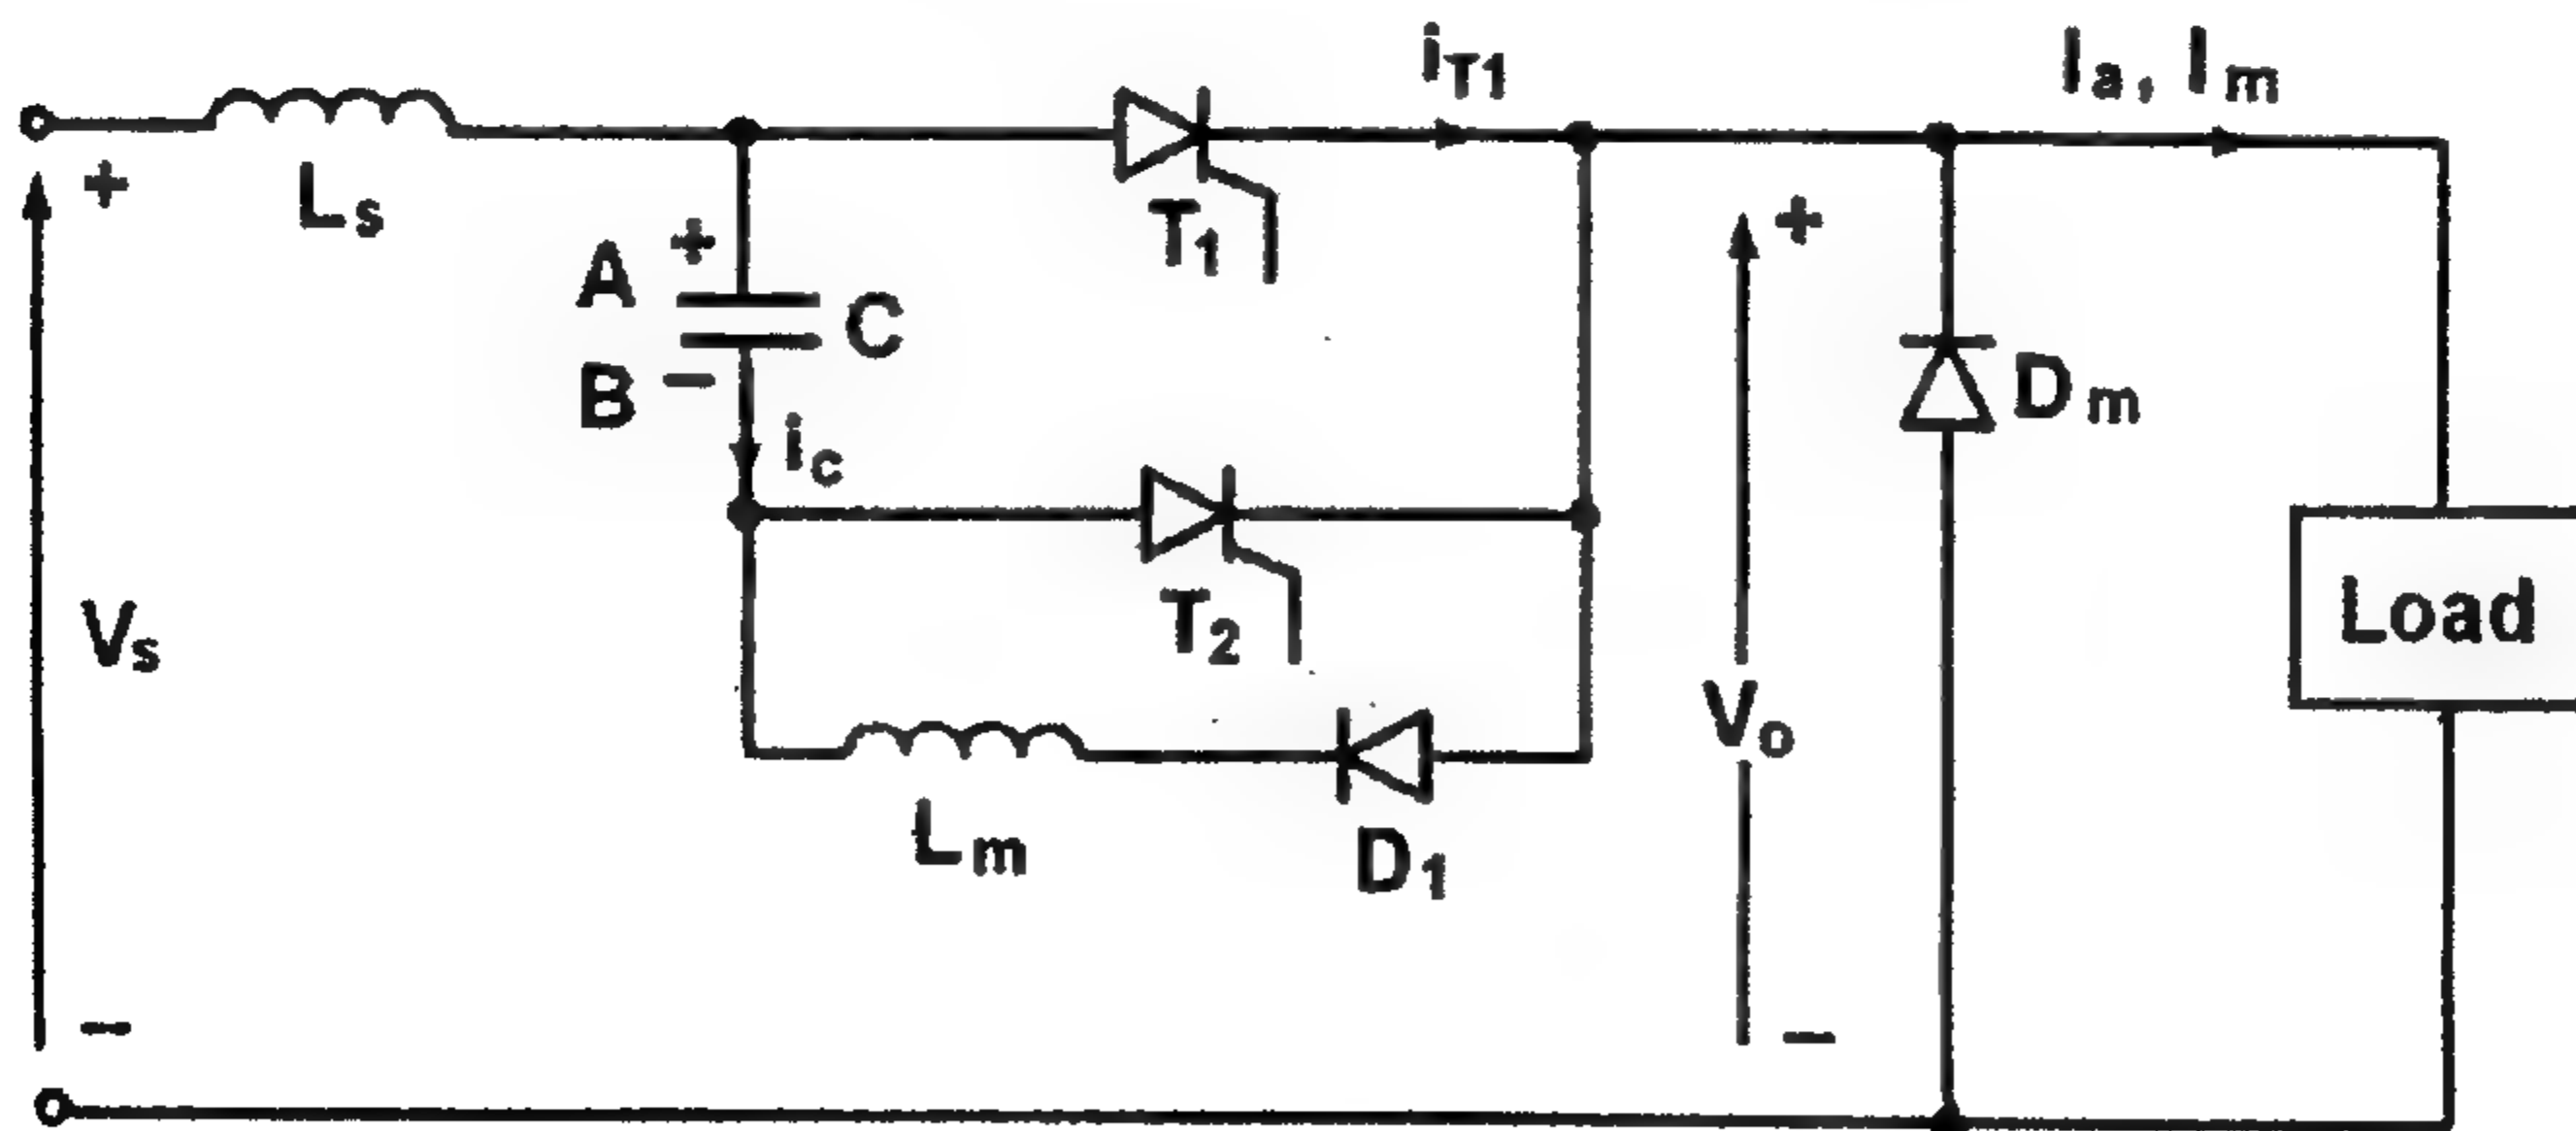 iT1
Ia, Im
+
Ls
A +
C
B −
ic
T1
+
Dm
T2
Vs
Load
Vo
Lm
D1
−
−